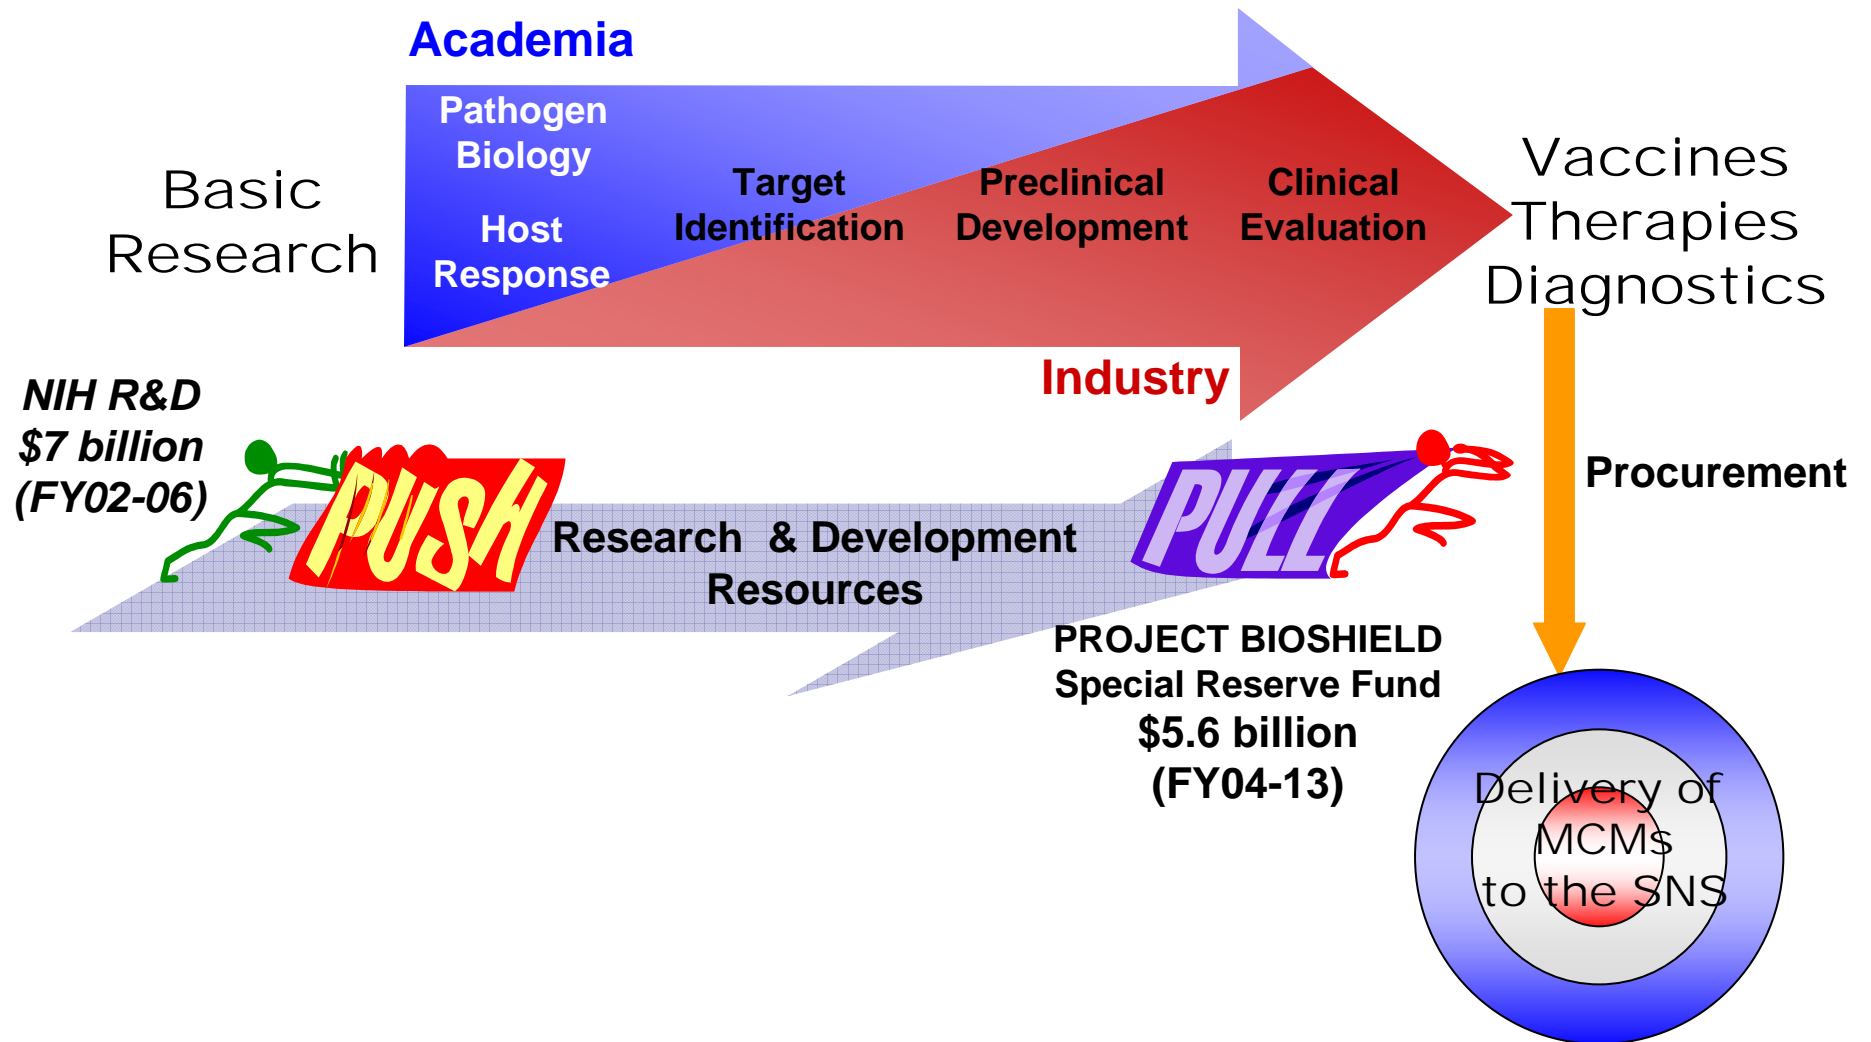 Academia
Pathogen
Biology
Host
Response
Basic
Research
Target
Identification
Preclinical
Development
Clinical
Evaluation
Vaccines
Therapies
Diagnostics
Industry
NIH R&D
$7 billion
(FY02-06)
PUSH
Research & Development
Resources
PULL
Procurement
PROJECT BIOSHIELD
Special Reserve Fund
$5.6 billion
(FY04-13)
Delivery of
MCMs
to the SNS